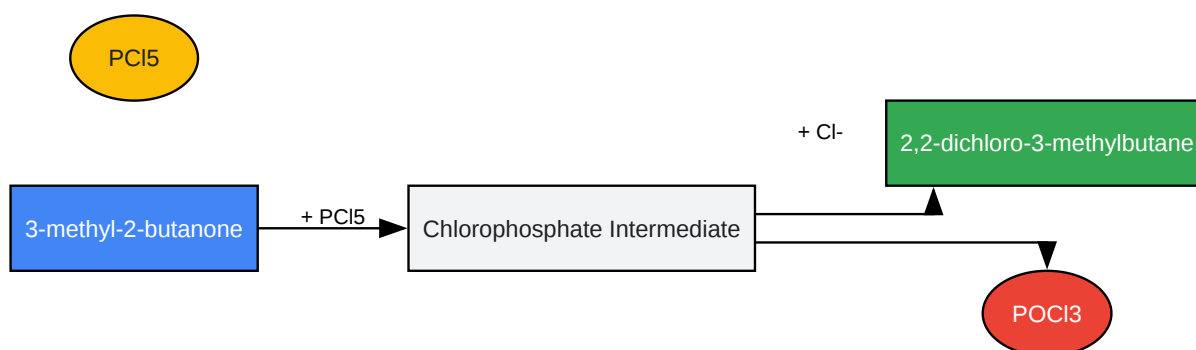 PCl5
+ Cl-
2,2-dichloro-3-methylbutane
3-methyl-2-butanone
+ PCl5
Chlorophosphate Intermediate
POCl3